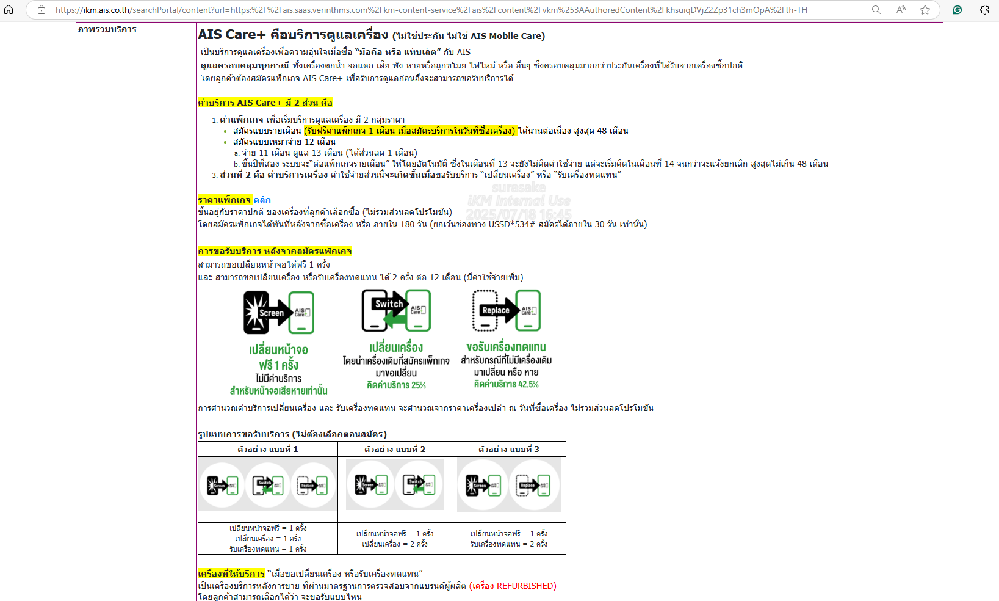 https://ikm.ais.co.th/searchPortal/content?url=https:%2F%2Fais.saas.verinthms.com%2Fkm-content-service%2Fais%2Fcontent%2Fvkm%253AAuthoredContent%2FkhsuiqDVjZ2Zp31ch3mOpA%2Fth-TH
ภาพรวมบริการ
AIS Care+ คือบริการดูแลเครื่อง (ไม่ใช่ประกัน ไม่ใช่ AIS Mobile Care)
เป็นบริการดูแลเครื่องเพื่อความอุ่นใจเมื่อซื้อ “มือถือ หรือ แท็บเล็ต” กับ AIS
ดูแลครอบคลุมทุกกรณี ทั้งเครื่องตกน้ำ จอแตก เสีย พัง หายหรือถูกขโมย ไฟไหม้ หรือ อื่นๆ ซึ่งครอบคลุมมากกว่าประกันเครื่องที่ได้รับจากเครื่องซื้อปกติ
โดยลูกค้าต้องสมัครแพ็กเกจ AIS Care+ เพื่อรับการดูแลก่อนถึงจะสามารถขอรับบริการได้
ค่าบริการ AIS Care+ มี 2 ส่วน คือ
1. ค่าแพ็กเกจ เพื่อเริ่มบริการดูแลเครื่อง มี 2 กลุ่มราคา
• สมัครแบบรายเดือน (รับฟรีค่าแพ็กเกจ 1 เดือน เมื่อสมัครบริการในวันที่ซื้อเครื่อง) ได้นานต่อเนื่อง สูงสุด 48 เดือน
• สมัครแบบเหมาจ่าย 12 เดือน
a. จ่าย 11 เดือน ดูแล 13 เดือน (ได้ส่วนลด 1 เดือน)
b. ขึ้นปีที่สอง ระบบจะ“ต่อแพ็กเกจรายเดือน” ให้โดยอัตโนมัติ ซึ่งในเดือนที่ 13 จะยังไม่คิดค่าใช้จ่าย แต่จะเริ่มคิดในเดือนที่ 14 จนกว่าจะแจ้งยกเลิก สูงสุดไม่เกิน 48 เดือน
3. ส่วนที่ 2 คือ ค่าบริการเครื่อง ค่าใช้จ่ายส่วนนี้จะเกิดขึ้นเมื่อขอรับบริการ “เปลี่ยนเครื่อง” หรือ “รับเครื่องทดแทน”
surasake
iKM Internal Use
2025/07/18 16:45
ราคาแพ็กเกจ คลิก
ขึ้นอยู่กับราคาปกติ ของเครื่องที่ลูกค้าเลือกซื้อ (ไม่รวมส่วนลดโปรโมชัน)
โดยสมัครแพ็กเกจได้ทันทีหลังจากซื้อเครื่อง หรือ ภายใน 180 วัน (ยกเว้นช่องทาง USSD*534# สมัครได้ภายใน 30 วัน เท่านั้น)
การขอรับบริการ หลังจากสมัครแพ็กเกจ
สามารถขอเปลี่ยนหน้าจอได้ฟรี 1 ครั้ง
และ สามารถขอเปลี่ยนเครื่อง หรือรับเครื่องทดแทน ได้ 2 ครั้ง ต่อ 12 เดือน (มีค่าใช้จ่ายเพิ่ม)
Screen AIS Care+
เปลี่ยนหน้าจอ
ฟรี 1 ครั้ง
ไม่มีค่าบริการ
สำหรับหน้าจอเสียหายเท่านั้น
Switch AIS Care+
เปลี่ยนเครื่อง
โดยนำเครื่องเดิมที่สมัครแพ็กเกจ
มาขอเปลี่ยน
คิดค่าบริการ 25%
Replace AIS Care+
ขอรับเครื่องทดแทน
สำหรับกรณีที่ไม่มีเครื่องเดิม
มาเปลี่ยน หรือ หาย
คิดค่าบริการ 42.5%
การคำนวณค่าบริการเปลี่ยนเครื่อง และ รับเครื่องทดแทน จะคำนวณจากราคาเครื่องเปล่า ณ วันที่ซื้อเครื่อง ไม่รวมส่วนลดโปรโมชัน
รูปแบบการขอรับบริการ (ไม่ต้องเลือกตอนสมัคร)
ตัวอย่าง แบบที่ 1
ตัวอย่าง แบบที่ 2
ตัวอย่าง แบบที่ 3
Screen Switch Replace
Screen Switch
Screen Replace
เปลี่ยนหน้าจอฟรี = 1 ครั้ง
เปลี่ยนเครื่อง = 1 ครั้ง
รับเครื่องทดแทน = 1 ครั้ง
เปลี่ยนหน้าจอฟรี = 1 ครั้ง
เปลี่ยนเครื่อง = 2 ครั้ง
เปลี่ยนหน้าจอฟรี = 1 ครั้ง
รับเครื่องทดแทน = 2 ครั้ง
เครื่องที่ให้บริการ “เมื่อขอเปลี่ยนเครื่อง หรือรับเครื่องทดแทน”
เป็นเครื่องบริการหลังการขาย ที่ผ่านมาตรฐานการตรวจสอบจากแบรนด์ผู้ผลิต (เครื่อง REFURBISHED)
โดยลูกค้าสามารถเลือกได้ว่า จะขอรับแบบไหน